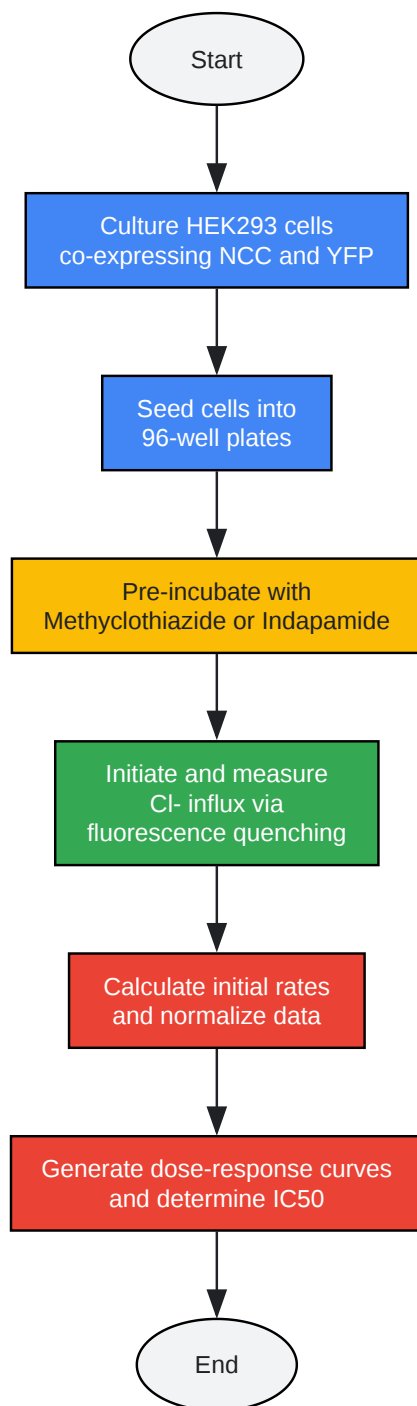 Start
Culture HEK293 cells
co-expressing NCC and YFP
Seed cells into
96-well plates
Pre-incubate with
Methyclothiazide or Indapamide
Initiate and measure
Cl- influx via
fluorescence quenching
Calculate initial rates
and normalize data
Generate dose-response curves
and determine IC50
End